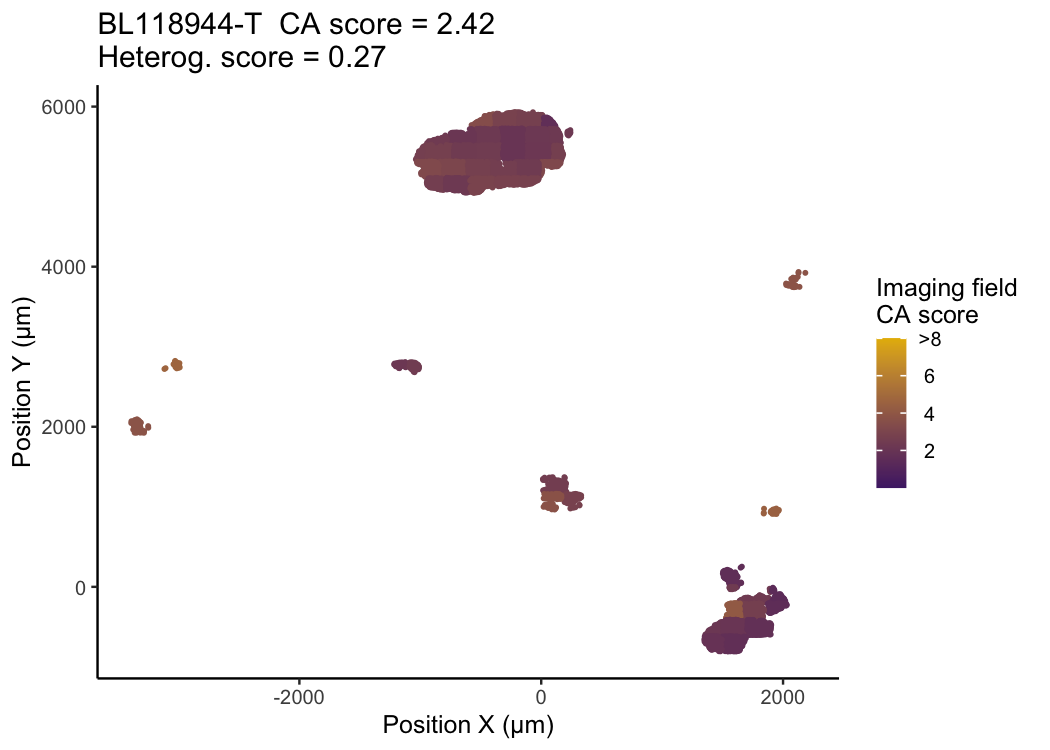 BL118944-T  CA score = 2.42
Heterog. score = 0.27
6000
4000
2000
0
Position Y (µm)
-2000
0
2000
Position X (µm)
Imaging field
CA score
>8
6
4
2